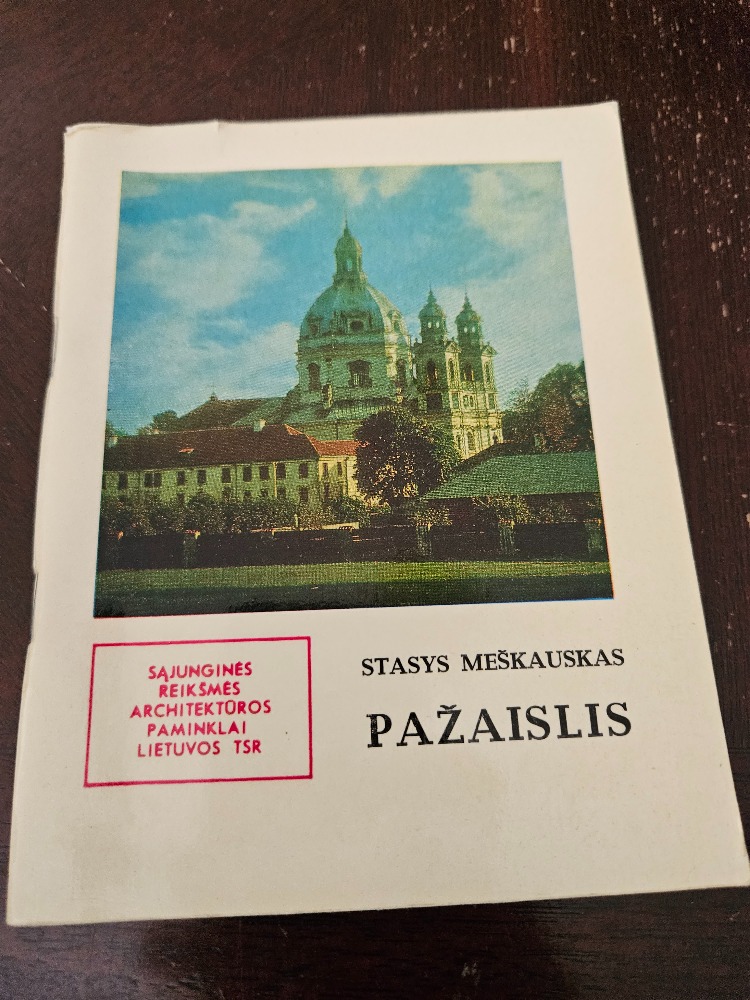 SĄJUNGINĖS
REIKŠMĖS
ARCHITEKTŪROS
PAMINKLAI
LIETUVOS TSR
STASYS MEŠKAUSKAS
PAŽAISLIS